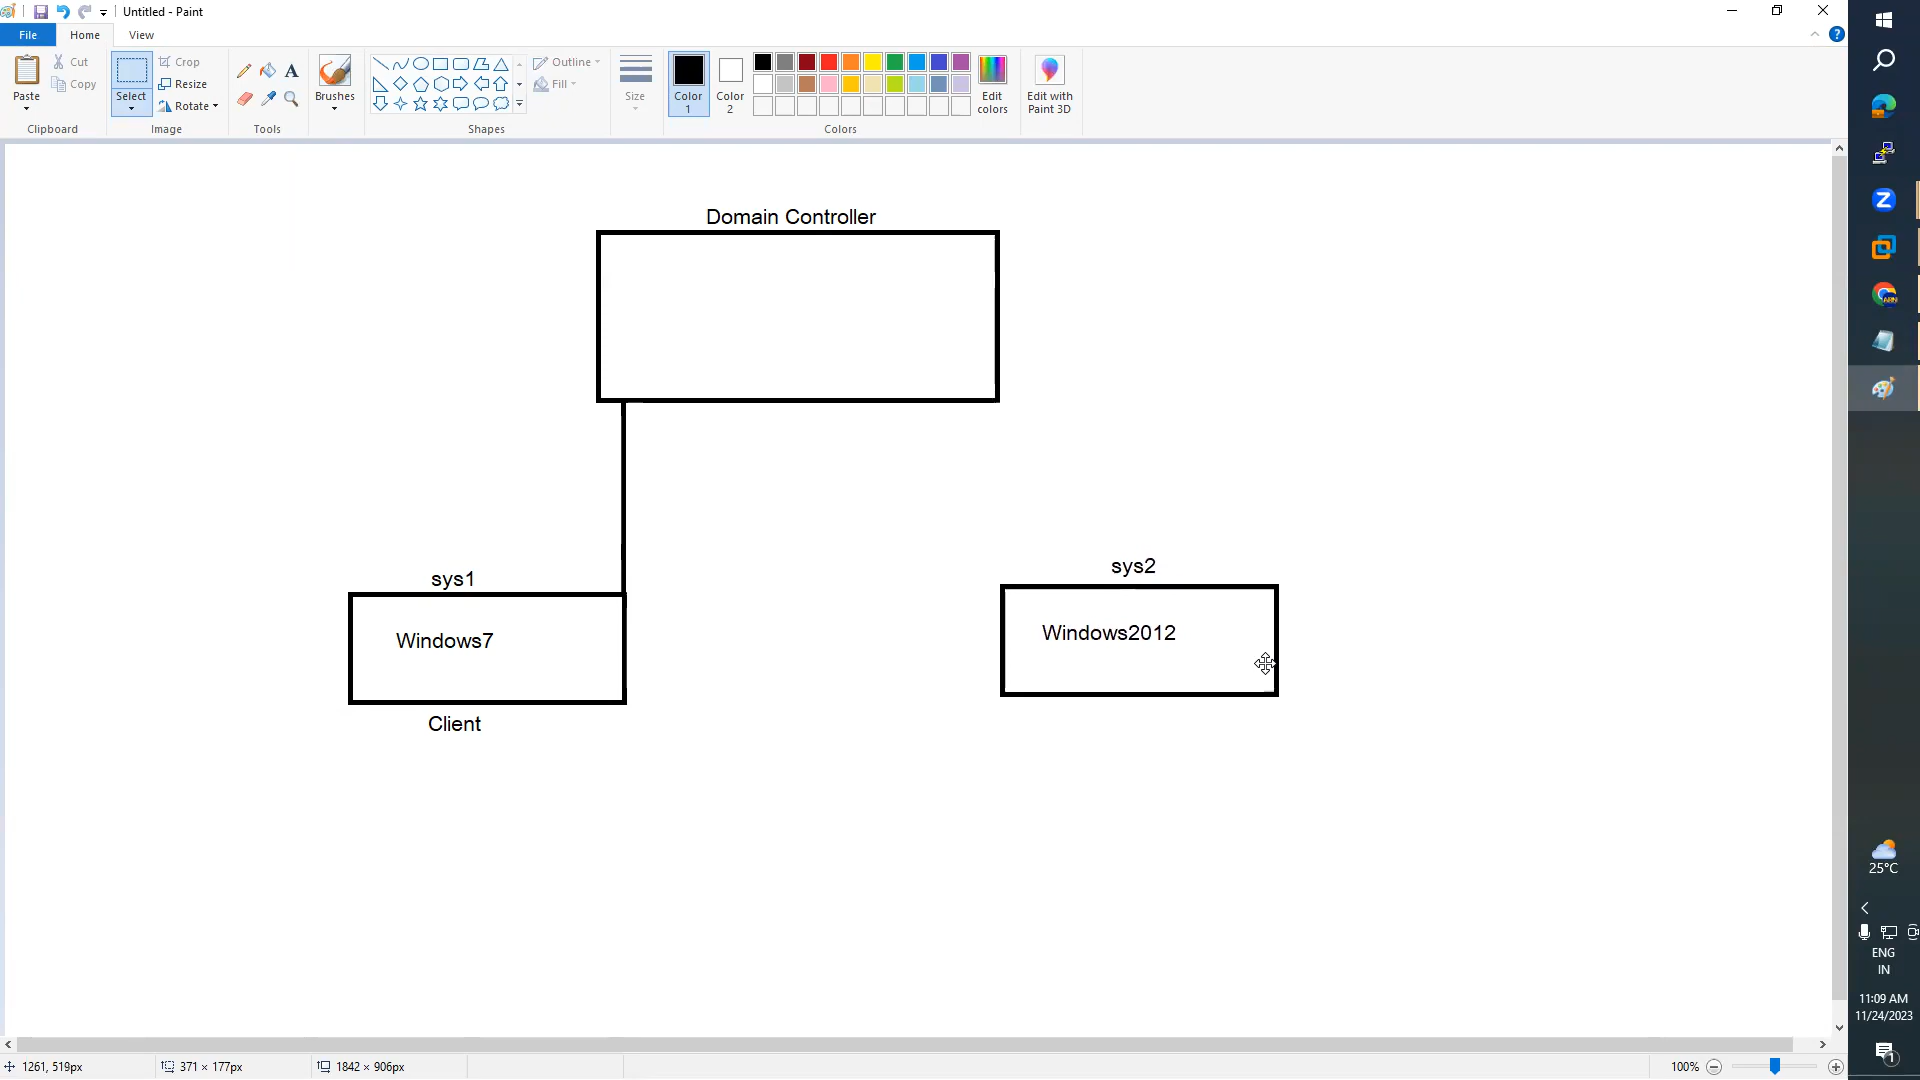 Untitled - Paint
File
Home
View
Paste
Cut
Copy
Clipboard
Select
Crop
Resize
Rotate
Image
A
Tools
Brushes
Shapes
Outline
Fill
Size
Color
1
Color
2
Edit
colors
Edit with
Paint 3D
Colors
Domain Controller
sys1
Windows7
Client
sys2
Windows2012
25°C
ENG
IN
11:09 AM
11/24/2023
1
1261, 519px
371 × 177px
1842 × 906px
100%